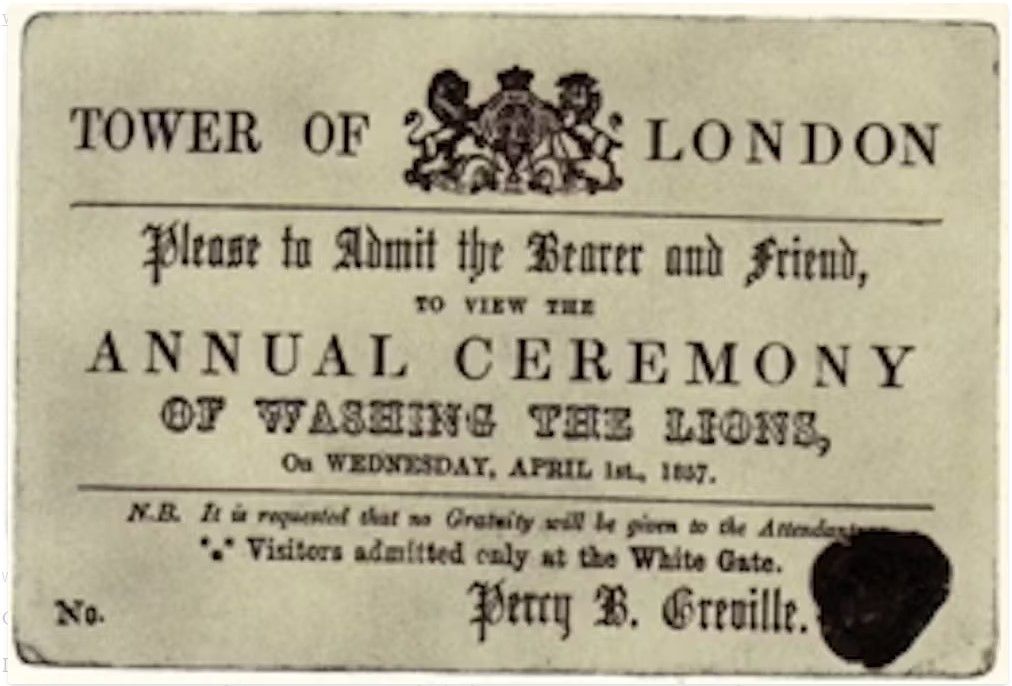 TOWER OF LONDON
Please to Admit the Bearer and Friend,
TO VIEW THE
ANNUAL CEREMONY
OF WASHING THE LIONS,
On WEDNESDAY, APRIL 1st., 1857.
N.B. It is requested that no Gratuity will be given to the
*** Visitors admitted only at the White Gate.
Percy B. Greville.
No.